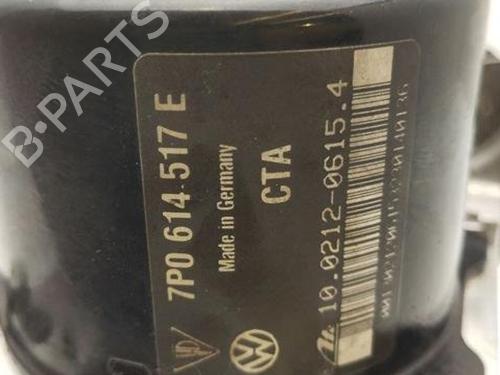 7P0 614 517 E
Made in Germany
CTA
10.0212-0615.4
B-PARTS